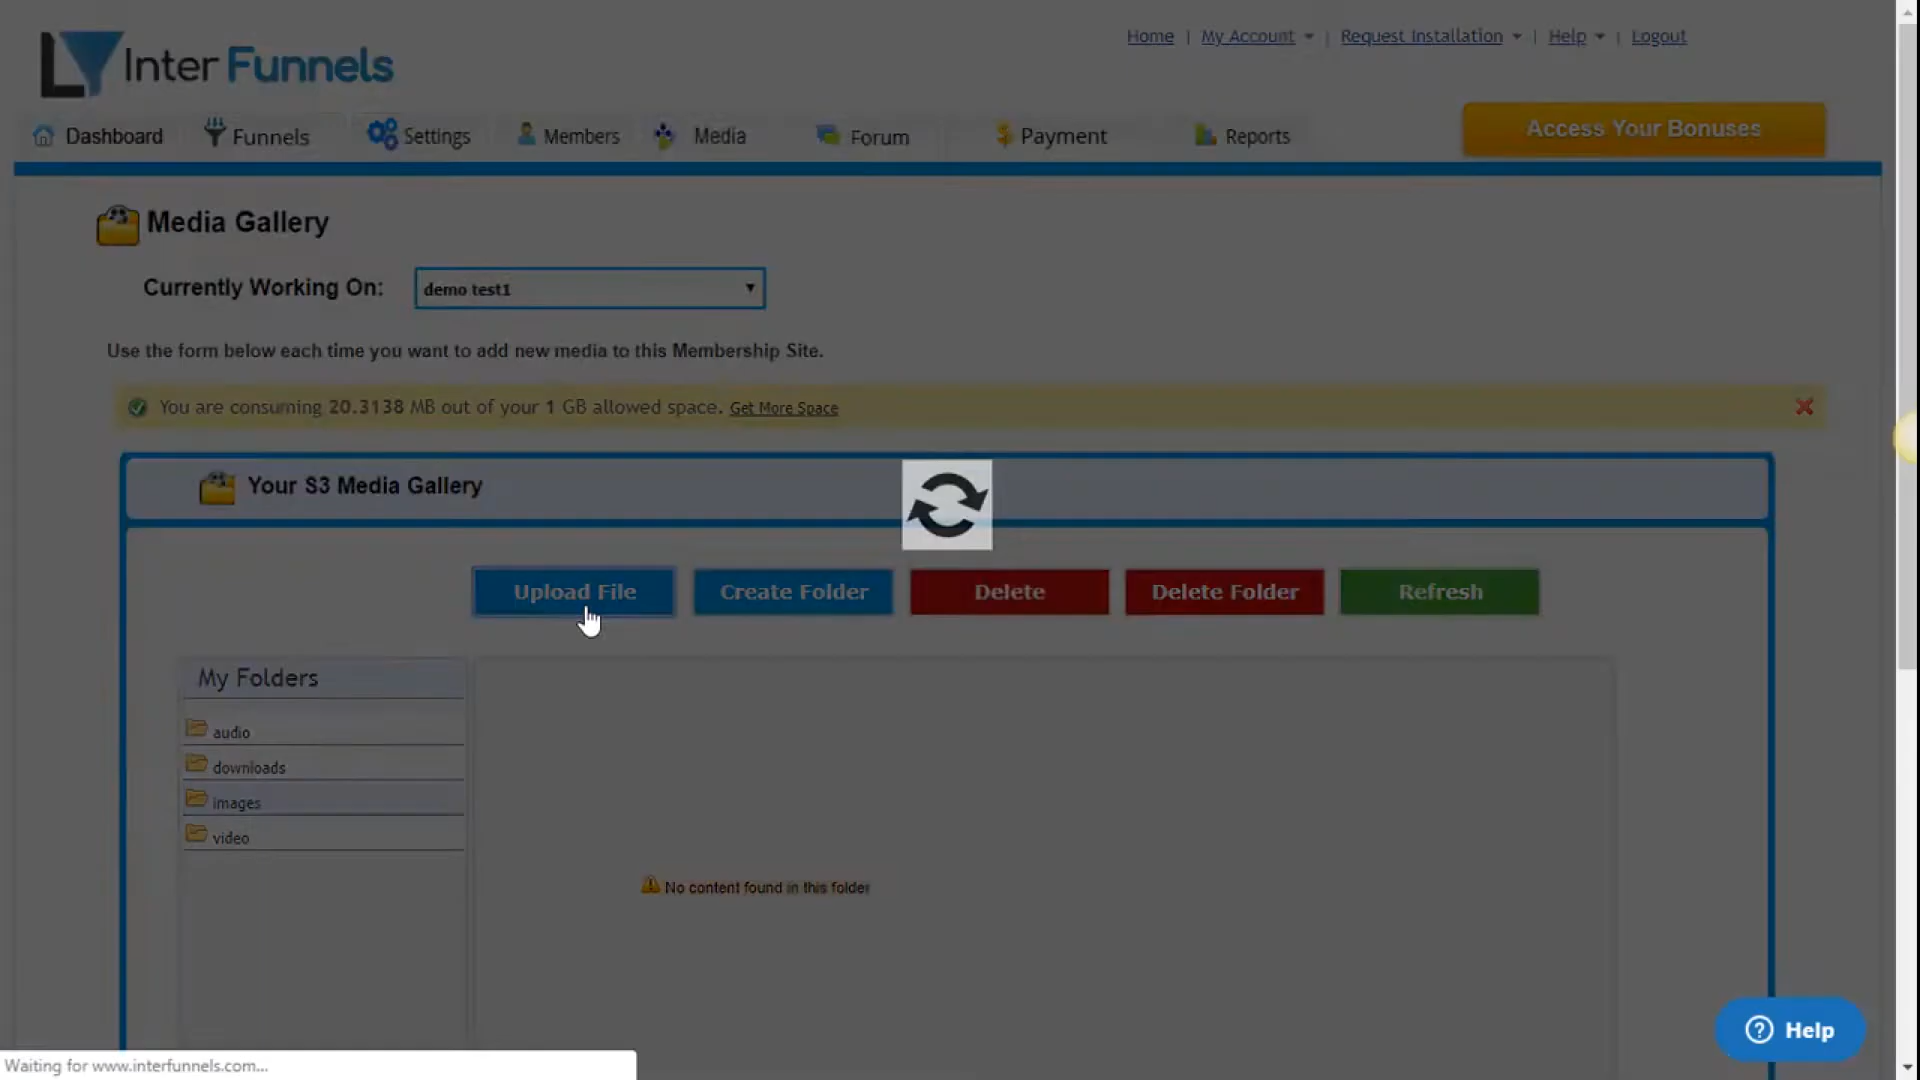 Home | My Account | Request Installation | Help | Logout
Inter Funnels
Dashboard Funnels Settings Members Media Forum Payment Reports Access Your Bonuses
Media Gallery
Currently Working On: demo test1
Use the form below each time you want to add new media to this Membership Site.
You are consuming 20.3138 MB out of your 1 GB allowed space. Get More Space
Your S3 Media Gallery
Upload File Create Folder Delete Delete Folder Refresh
My Folders
audio
downloads
images
video
No content found in this folder
Help
Waiting for www.interfunnels.com...